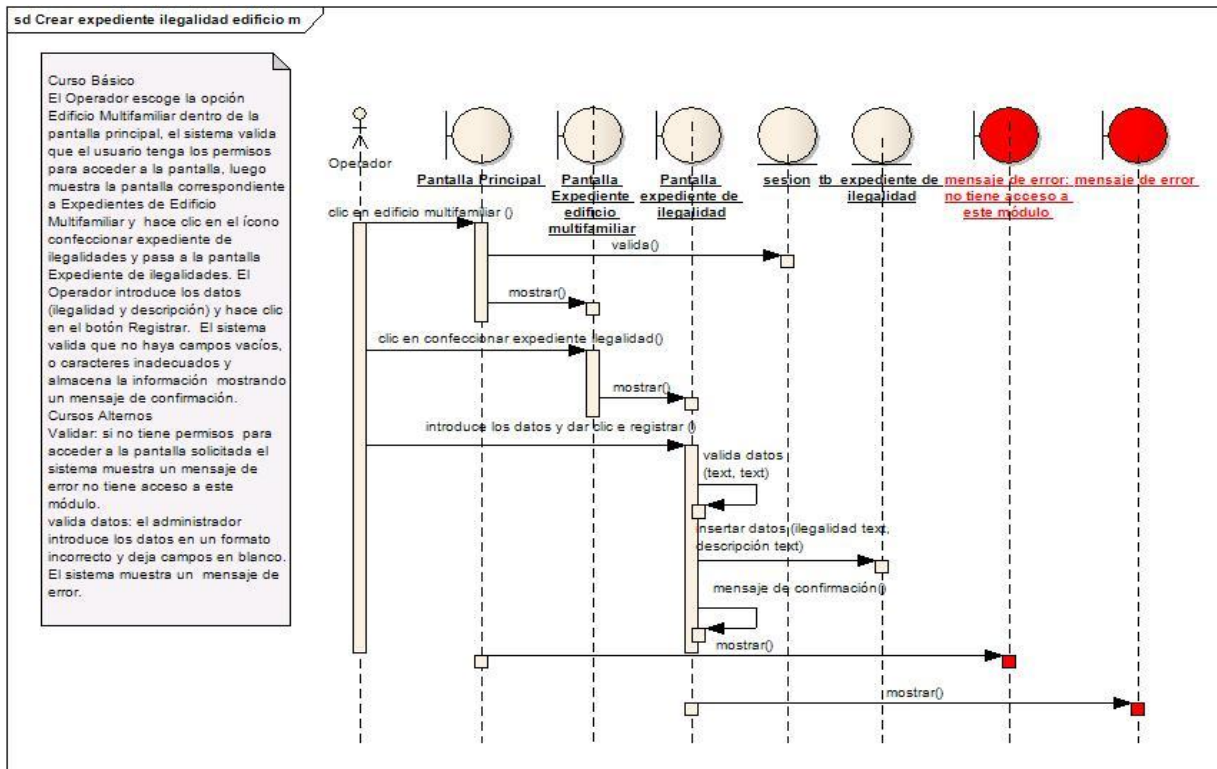 sd Crear expediente ilegalidad edificio m
Curso Básico
El Operador escoge la opción
Edificio Multifamiliar dentro de la
pantalla principal, el sistema valida
que el usuario tenga los permisos
para acceder a la pantalla, luego
muestra la pantalla correspondiente
a Expedientes de Edificio
Multifamiliar y  hace clic en el ícono
confeccionar expediente de
ilegalidades y pasa a la pantalla
Expediente de ilegalidades. El
Operador introduce los datos
(ilegalidad y descripción) y hace clic
en el botón Registrar.  El sistema
valida que no haya campos vacíos,
o caracteres inadecuados y
almacena la información  mostrando
un mensaje de confirmación.
Cursos Alternos
Validar: si no tiene permisos  para
acceder a la pantalla solicitada el
sistema muestra un mensaje de
error no tiene acceso a este
módulo.
valida datos: el administrador
introduce los datos en un formato
incorrecto y deja campos en blanco.
El sistema muestra un  mensaje de
error.
Operador
Pantalla Principal
Pantalla
Expediente
edificio
multifamiliar
Pantalla
expediente de
ilegalidad
sesion
tb_expediente de
ilegalidad
mensaje de error:
no tiene acceso a
este módulo
mensaje de error
clic en edificio multifamiliar ()
valida()
mostrar()
clic en confeccionar expediente ilegalidad()
mostrar()
introduce los datos y dar clic e registrar ()
valida datos
(text, text)
insertar datos (ilegalidad text,
descripción text)
mensaje de confirmación()
mostrar()
mostrar()